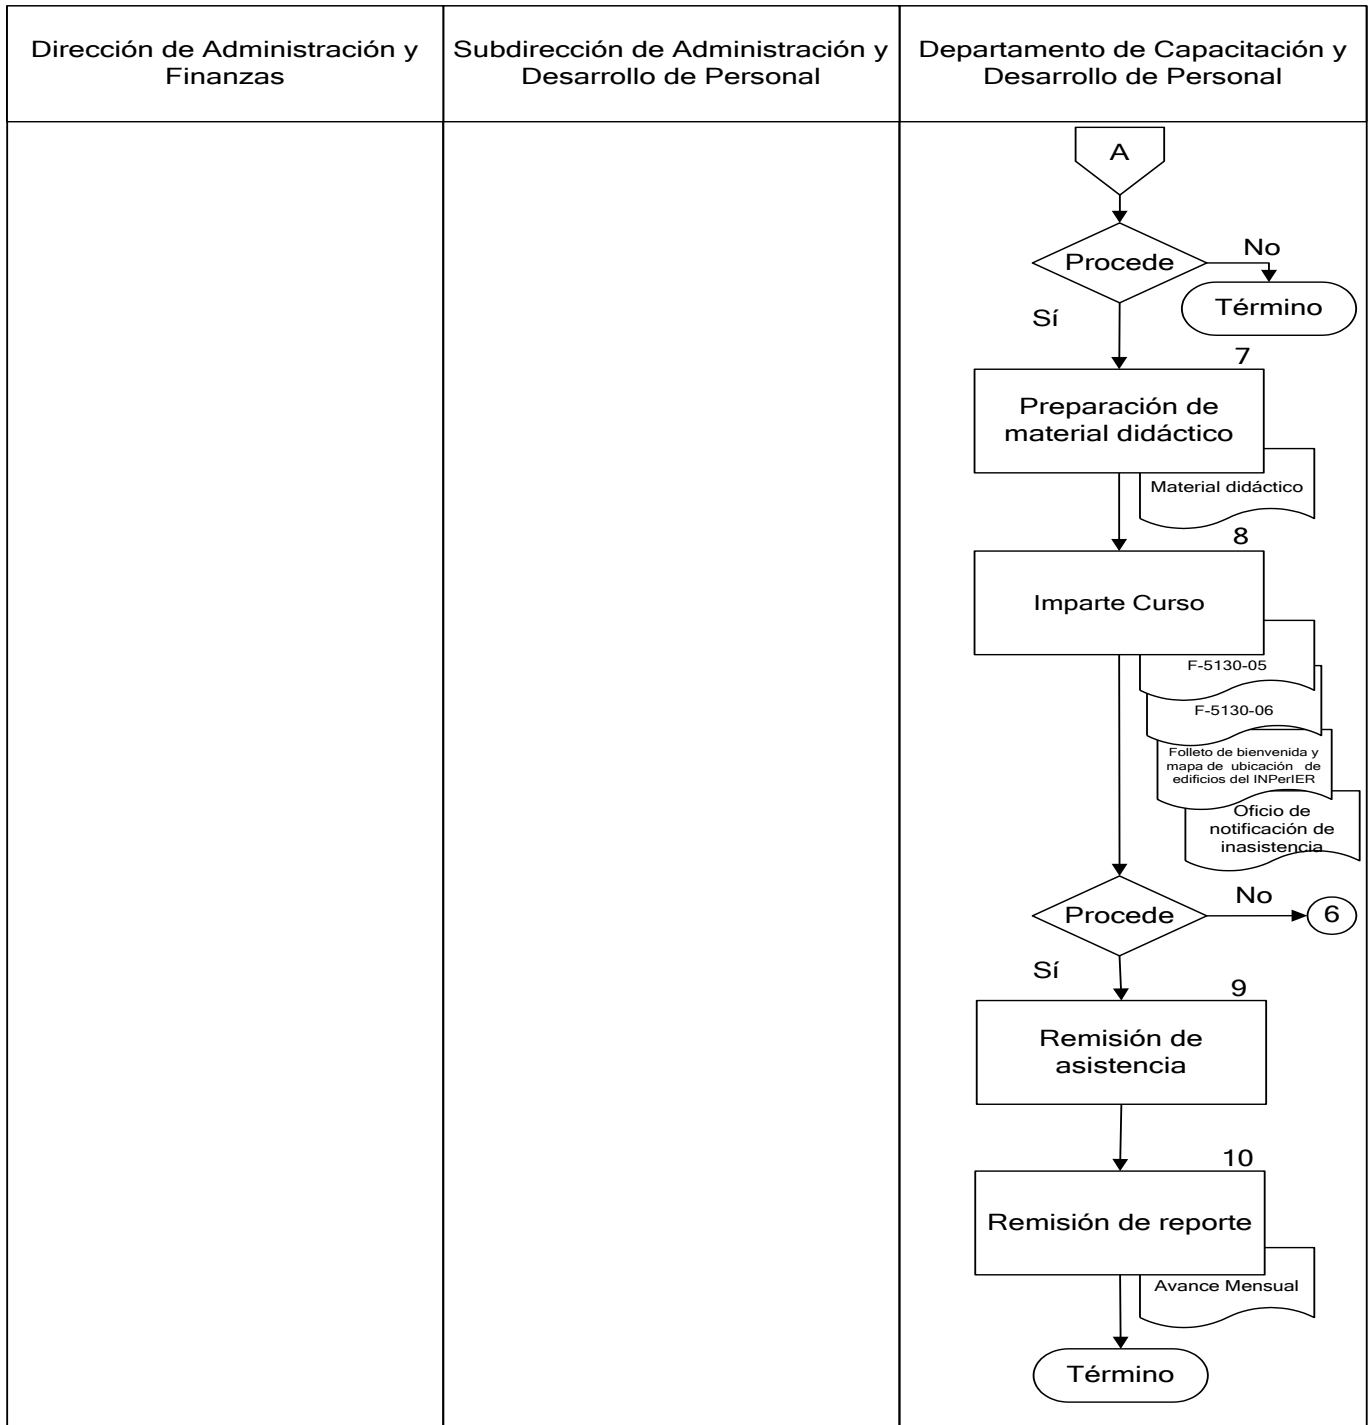 Dirección de Administración y
Finanzas
Subdirección de Administración y
Desarrollo de Personal
Departamento de Capacitación y
Desarrollo de Personal
A
Procede
No
Término
Sí
7
Preparación de
material didáctico
Material didáctico
8
Imparte Curso
F-5130-05
F-5130-06
Folleto de bienvenida y
mapa de ubicación de
edificios del INPerIER
Oficio de
notificación de
inasistencia
Procede
No
6
Sí
9
Remisión de
asistencia
10
Remisión de reporte
Avance Mensual
Término